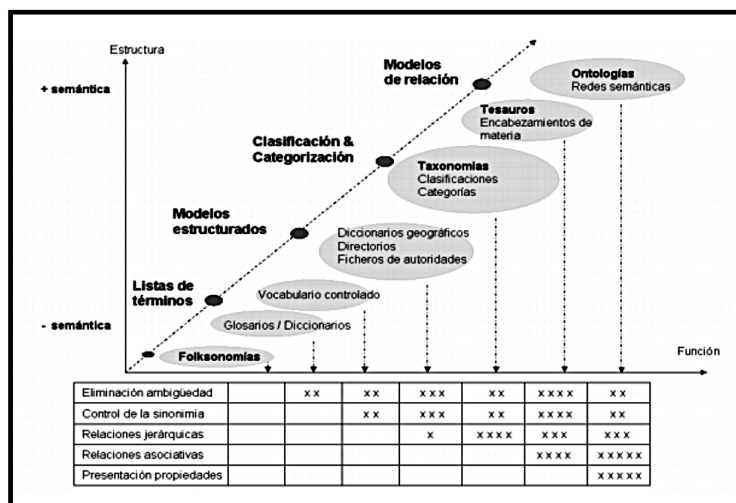 Estructura
+ semántica
- semántica
Función
Modelos
de relación
Clasificación &
Categorización
Modelos
estructurados
Listas de
términos
Ontologías
Redes semánticas
Tesauros
Encabezamientos de
materia
Taxonomías
Clasificaciones
Categorías
Diccionarios geográficos
Directorios
Ficheros de autoridades
Vocabulario controlado
Glosarios / Diccionarios
Folksonomías
Eliminación ambigüedad x x x x x x x x x x x x x x x
Control de la sinonimia x x x x x x x x x x x x x
Relaciones jerárquicas x x x x x x x x x x x
Relaciones asociativas x x x x x x x x x
Presentación propiedades x x x x x